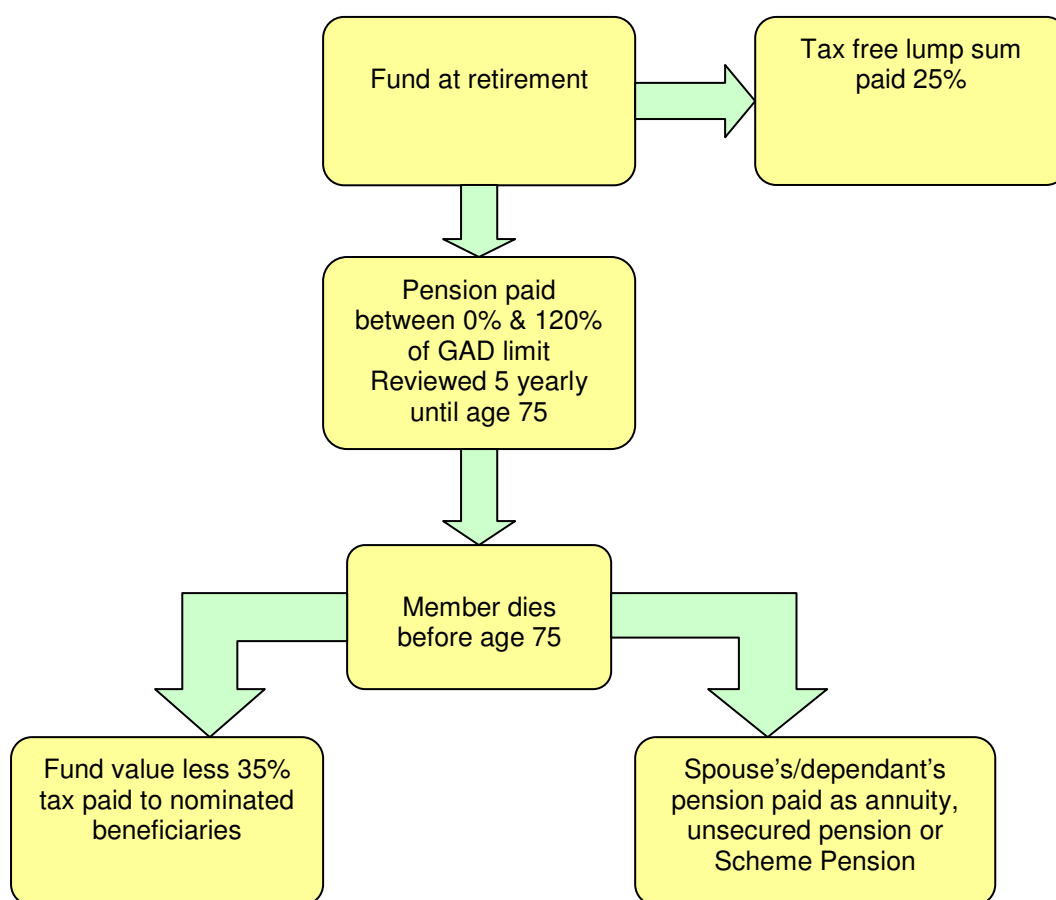 Fund at retirement
Tax free lump sum
paid 25%
Pension paid
between 0% & 120%
of GAD limit
Reviewed 5 yearly
until age 75
Member dies
before age 75
Fund value less 35%
tax paid to nominated
beneficiaries
Spouse’s/dependant’s
pension paid as annuity,
unsecured pension or
Scheme Pension